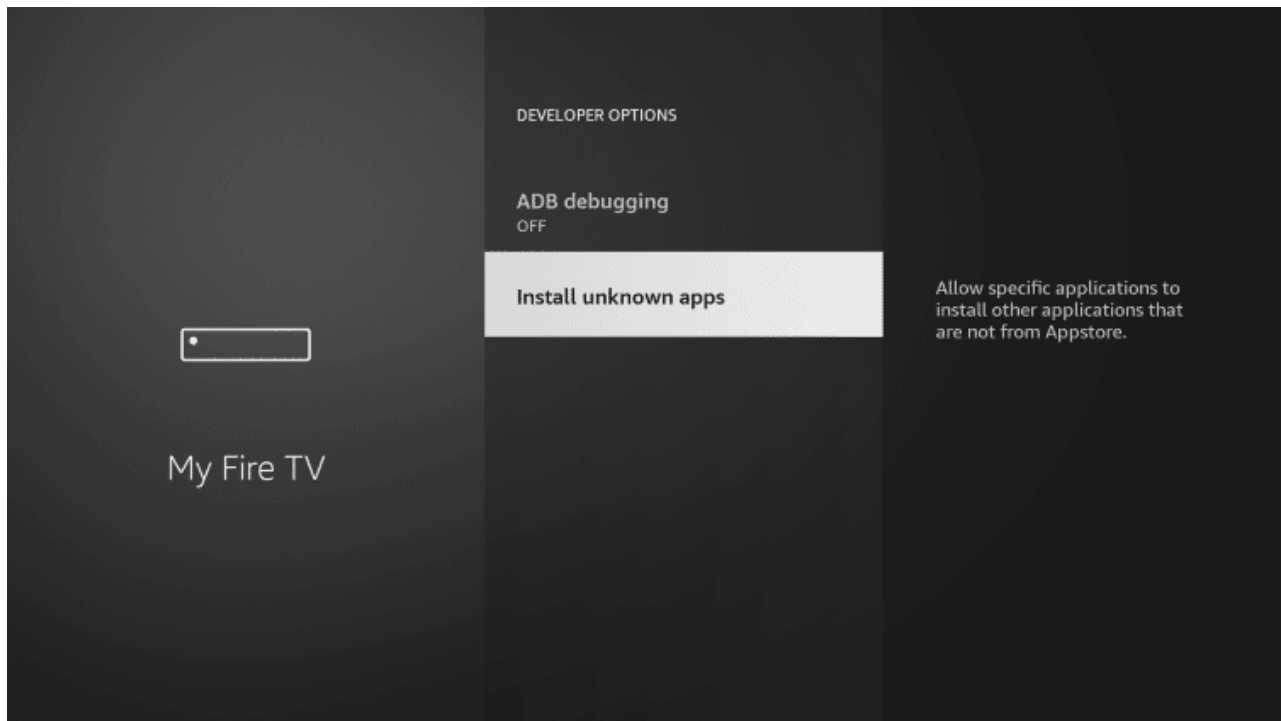 DEVELOPER OPTIONS
ADB debugging
OFF
Install unknown apps
Allow specific applications to
install other applications that
are not from Appstore.
My Fire TV